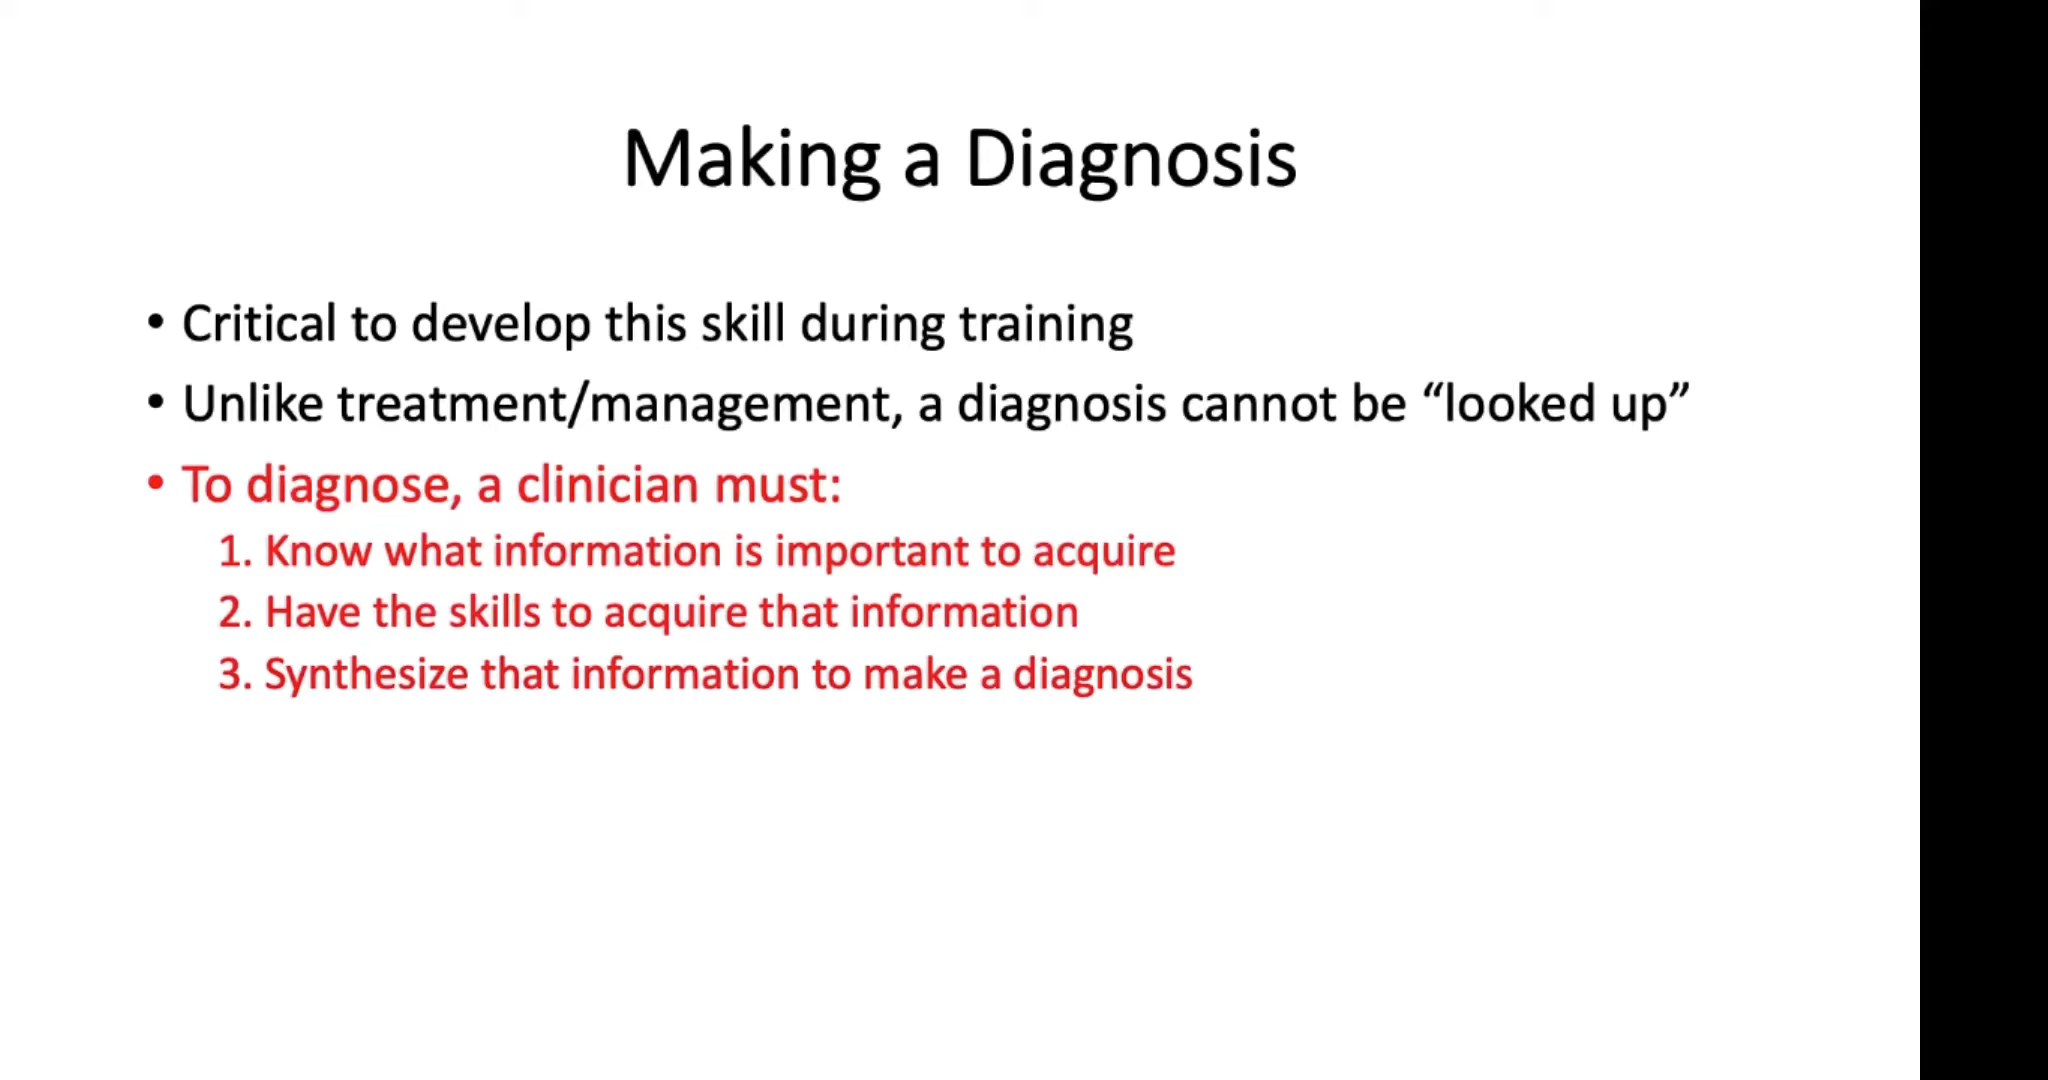 Making a Diagnosis
• Critical to develop this skill during training
• Unlike treatment/management, a diagnosis cannot be “looked up”
• To diagnose, a clinician must:
1. Know what information is important to acquire
2. Have the skills to acquire that information
3. Synthesize that information to make a diagnosis